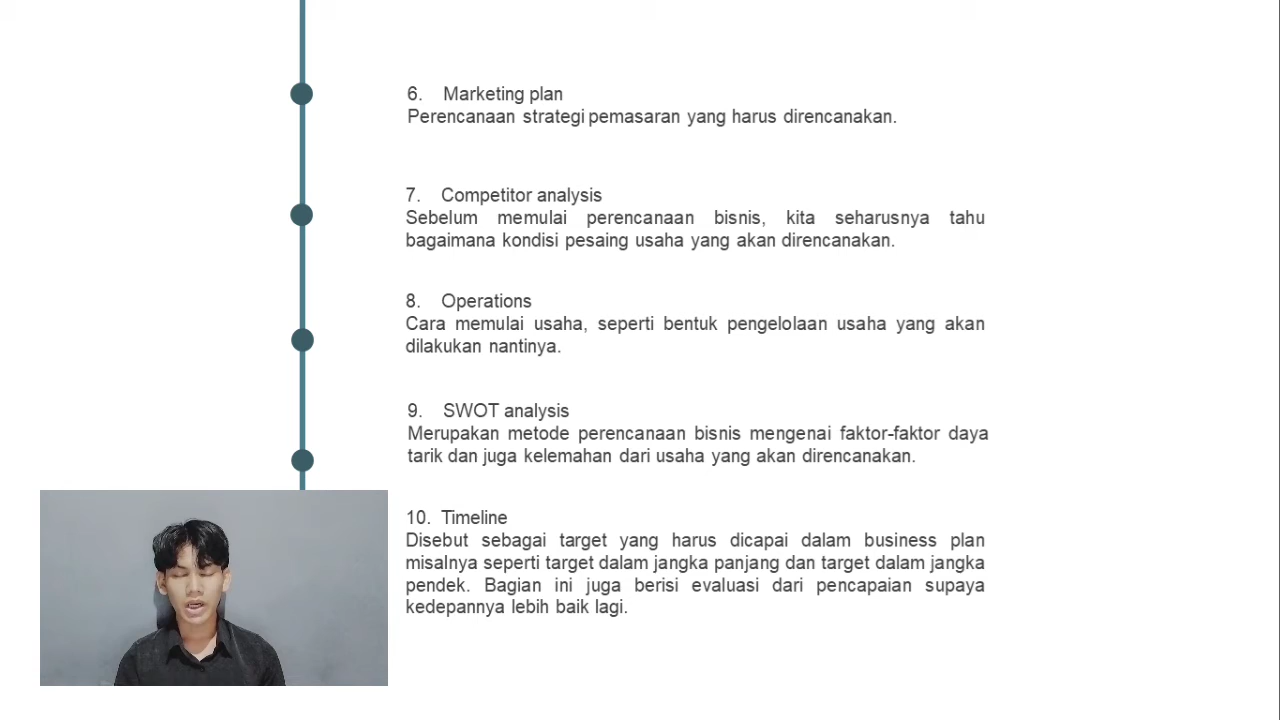 6. Marketing plan
Perencanaan strategi pemasaran yang harus direncanakan.
7. Competitor analysis
Sebelum memulai perencanaan bisnis, kita seharusnya tahu
bagaimana kondisi pesaing usaha yang akan direncanakan.
8. Operations
Cara memulai usaha, seperti bentuk pengelolaan usaha yang akan
dilakukan nantinya.
9. SWOT analysis
Merupakan metode perencanaan bisnis mengenai faktor-faktor daya
tarik dan juga kelemahan dari usaha yang akan direncanakan.
10. Timeline
Disebut sebagai target yang harus dicapai dalam business plan
misalnya seperti target dalam jangka panjang dan target dalam jangka
pendek. Bagian ini juga berisi evaluasi dari pencapaian supaya
kedepannya lebih baik lagi.